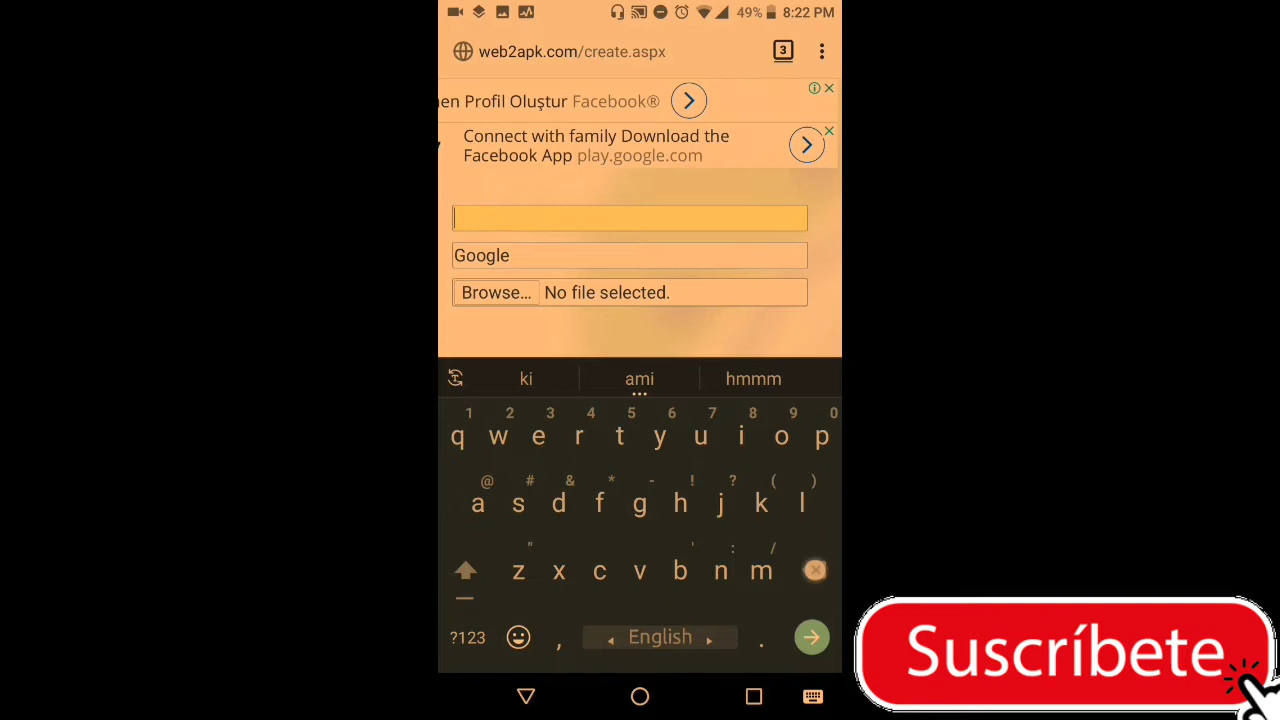 49% 8:22 PM
web2apk.com/create.aspx
3
en Profil Oluştur Facebook®
Connect with family Download the
Facebook App play.google.com
Google
Browse... No file selected.
ki ami hmmm
1 2 3 4 5 6 7 8 9 0
q w e r t y u i o p
@ # & * - ! ? ( )
a s d f g h j k l
" ' : /
z x c v b n m
?123 , English .
Suscríbete